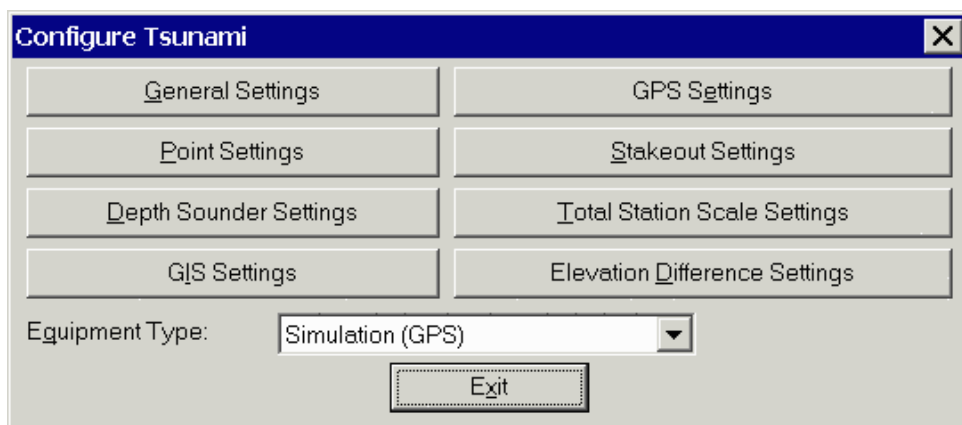 Configure Tsunami
General Settings
GPS Settings
Point Settings
Stakeout Settings
Depth Sounder Settings
Total Station Scale Settings
GIS Settings
Elevation Difference Settings
Equipment Type:
Simulation (GPS)
Exit